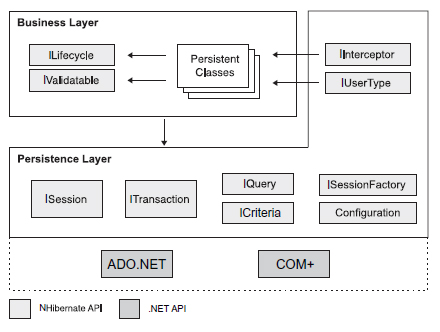 Business Layer
ILifecycle
IValidatable
Persistent
Classes
IInterceptor
IUserType
Persistence Layer
ISession
ITransaction
IQuery
ICriteria
ISessionFactory
Configuration
ADO.NET
COM+
NHibernate API
.NET API